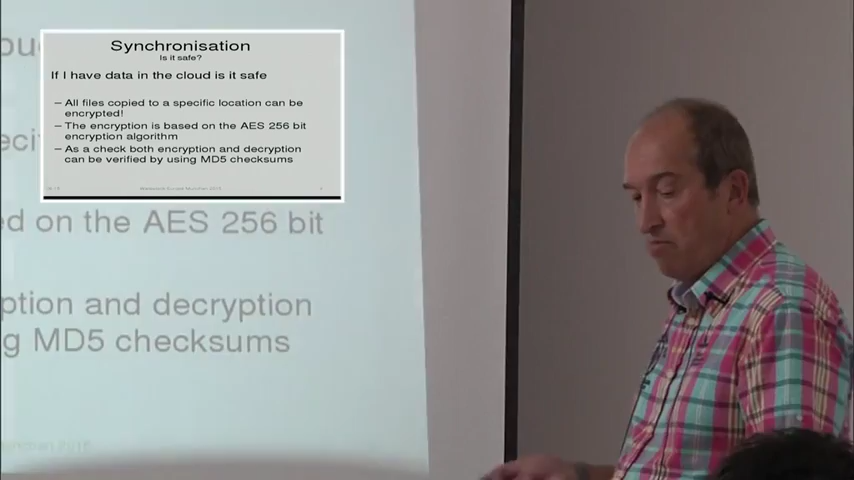 Synchronisation
Is it safe?
If I have data in the cloud is it safe
– All files copied to a specific location can be
encrypted!
– The encryption is based on the AES 256 bit
encryption algorithm
– As a check both encryption and decryption
can be verified by using MD5 checksums
ed on the AES 256 bit
ption and decryption
g MD5 checksums